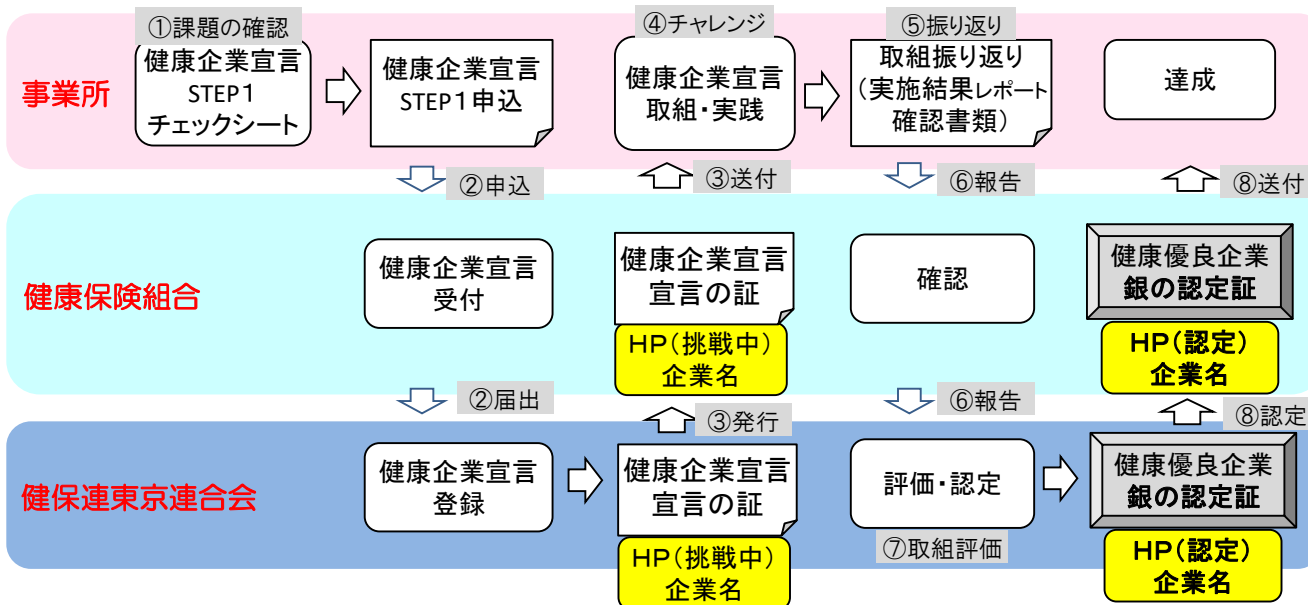 事業所
①課題の確認
健康企業宣言
STEP1
チェックシート
健康企業宣言
STEP1申込
④チャレンジ
健康企業宣言
取組・実践
⑤振り返り
取組振り返り
(実施結果レポート
確認書類)
達成
②申込
③送付
⑥報告
⑧送付
健康保険組合
健康企業宣言
受付
健康企業宣言
宣言の証
HP(挑戦中)
企業名
確認
健康優良企業
銀の認定証
HP(認定)
企業名
②届出
③発行
⑥報告
⑧認定
健保連東京連合会
健康企業宣言
登録
健康企業宣言
宣言の証
HP(挑戦中)
企業名
評価・認定
⑦取組評価
健康優良企業
銀の認定証
HP(認定)
企業名